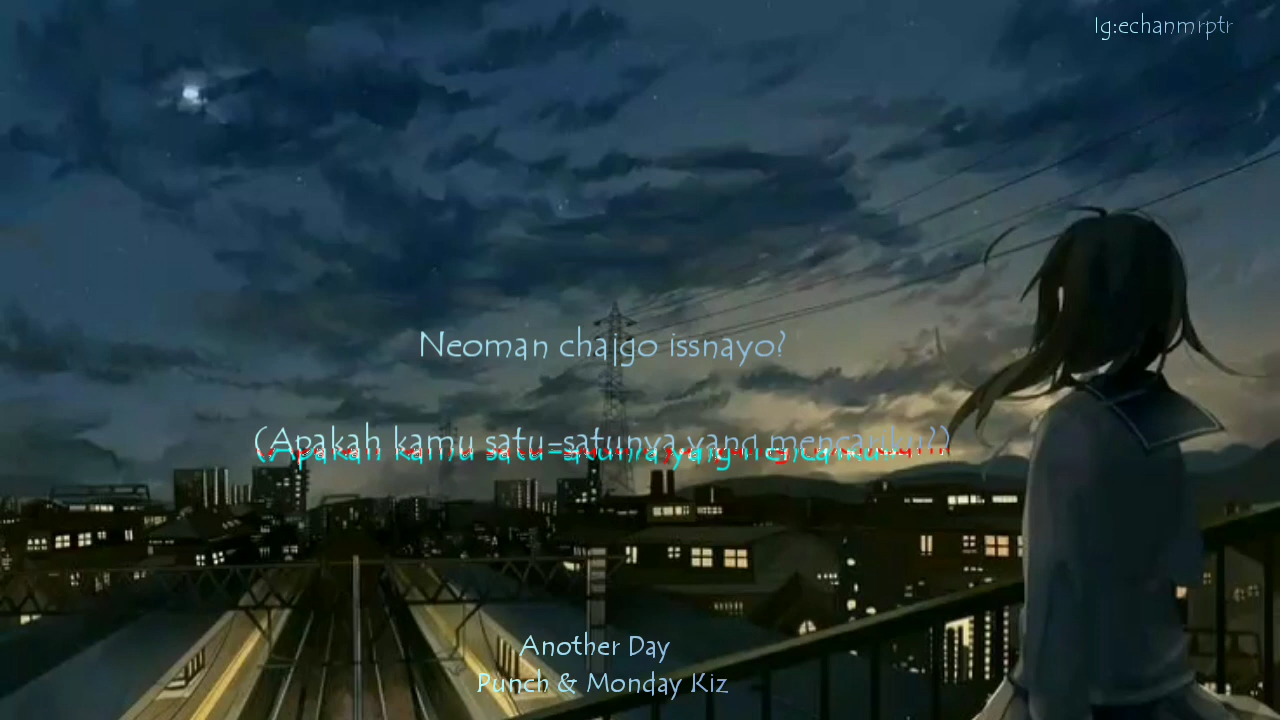 Ig:echanmrptr
Neoman chajgo issnayo?
(Apakah kamu satu=satunya yang mencariku?)
Another Day
Punch & Monday Kiz